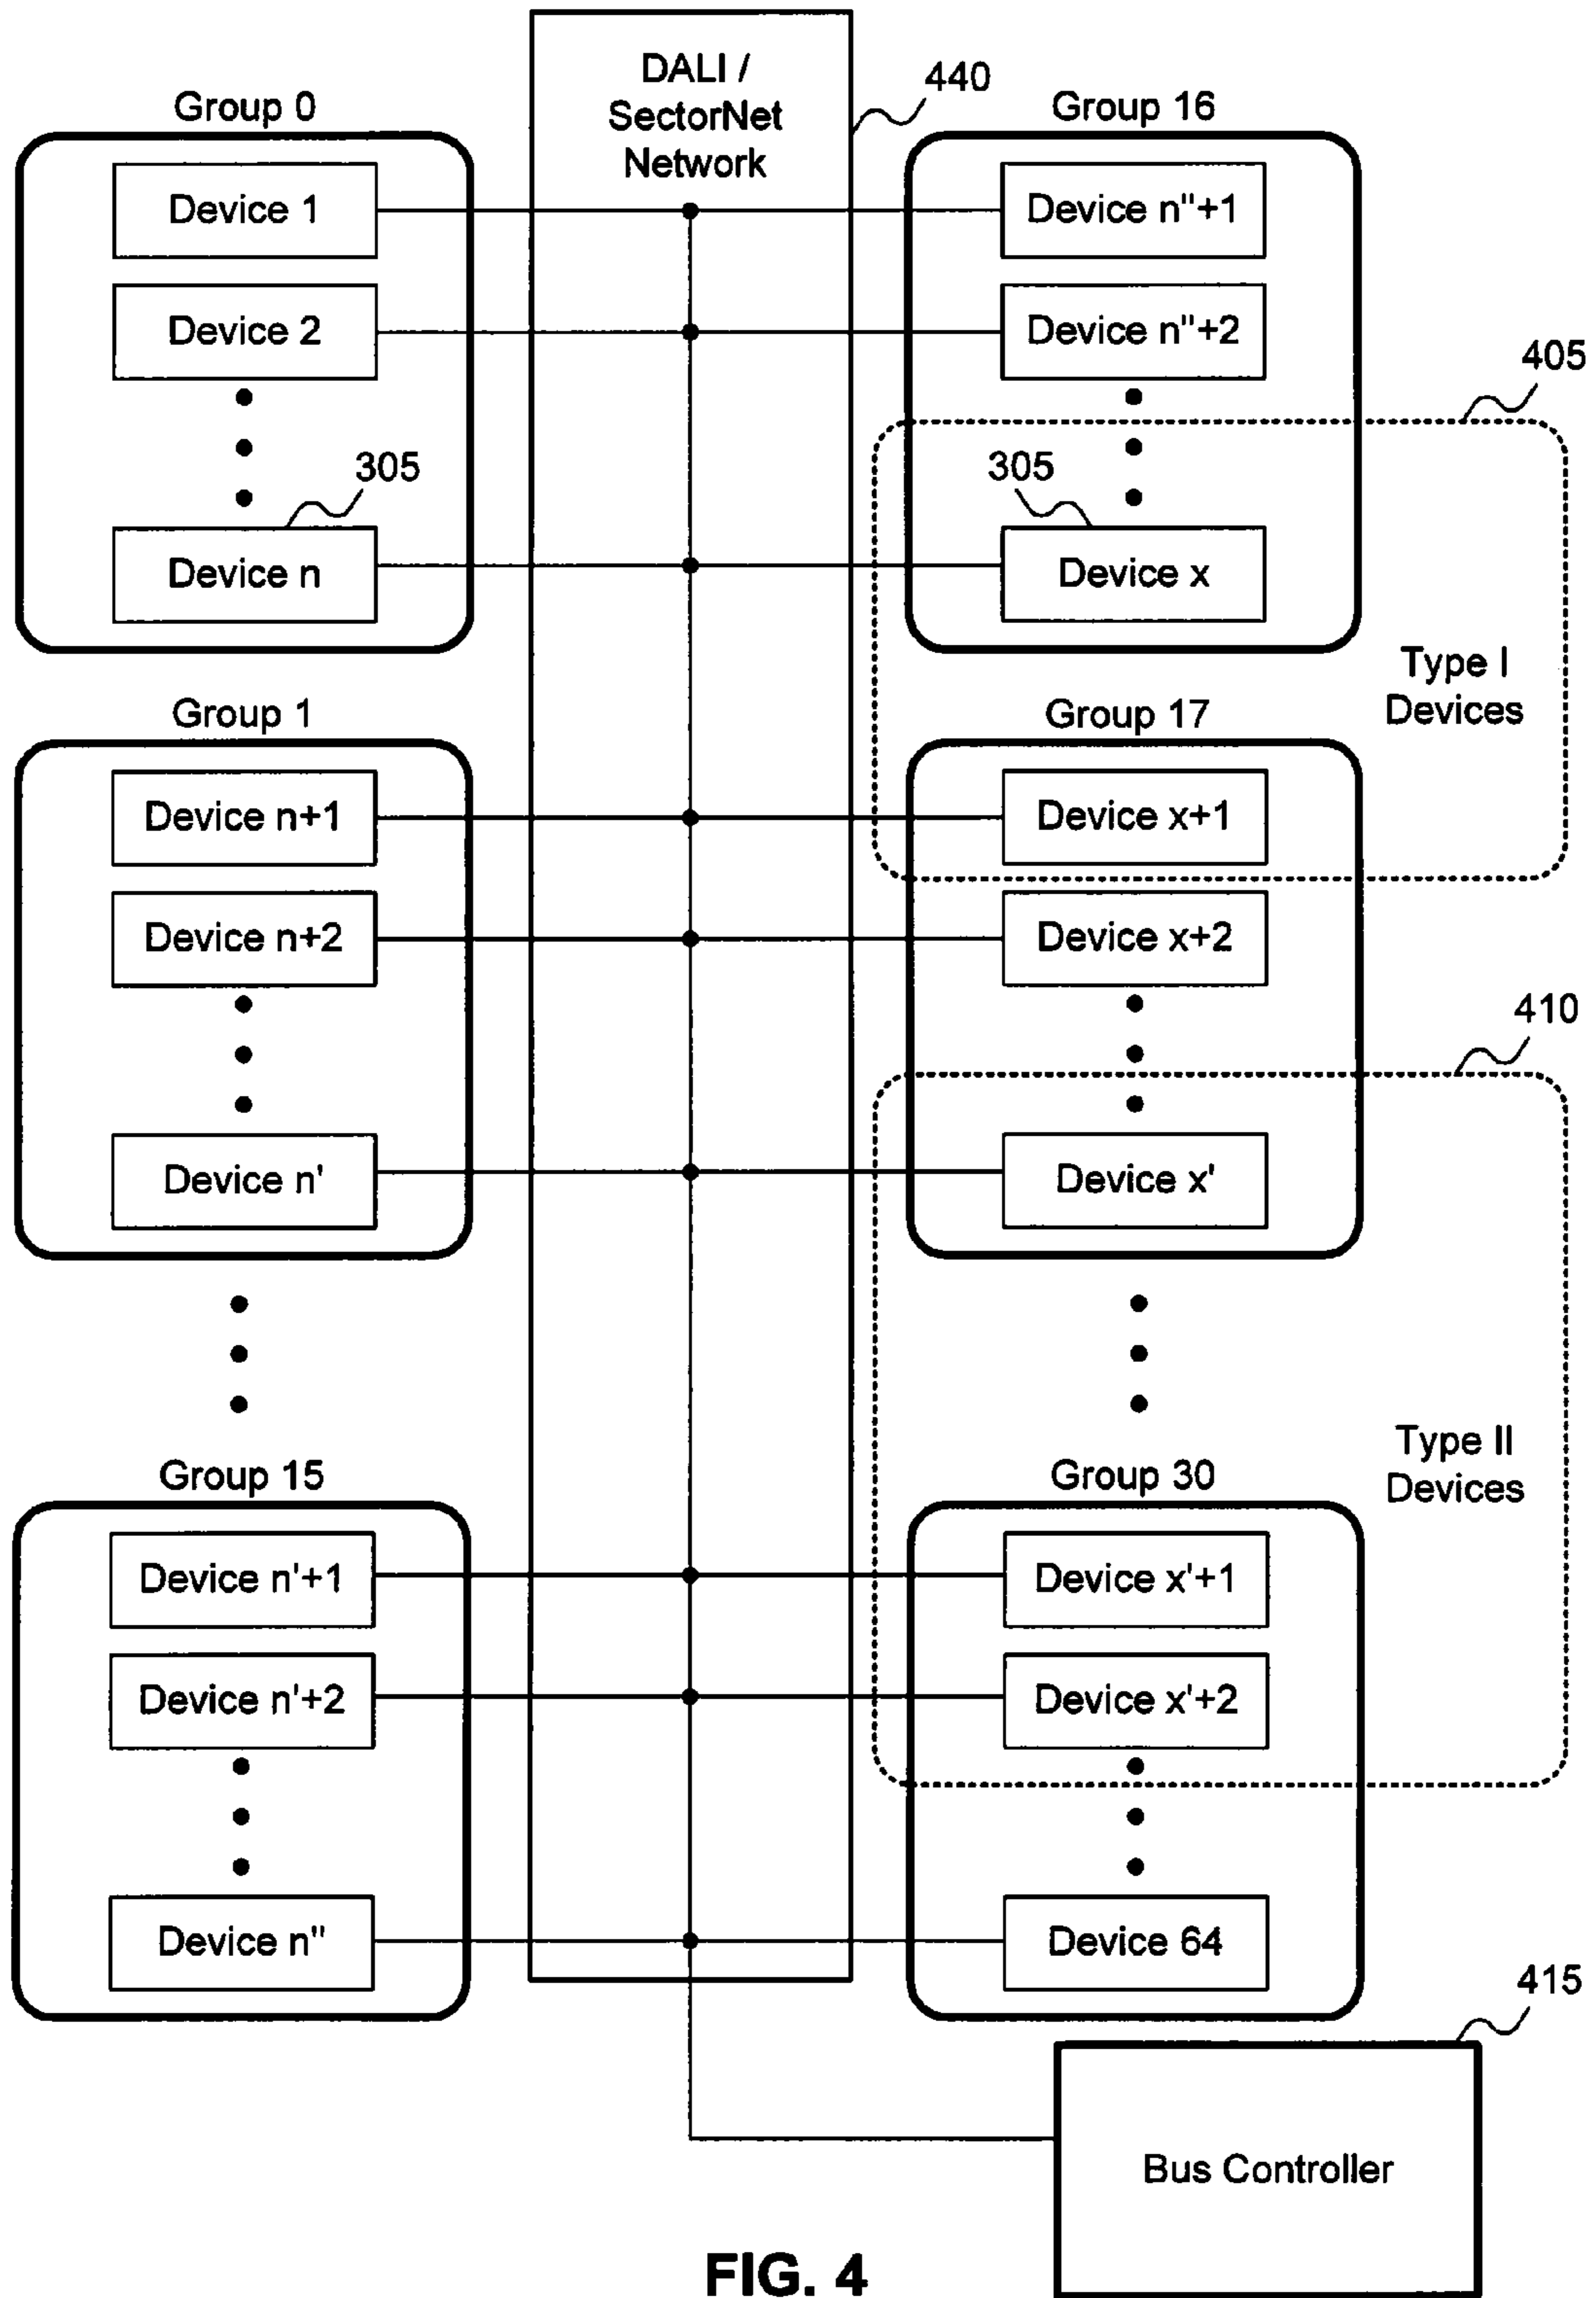 DALI /
SectorNet
Network
440
Group 0
Device 1
Device 2
305
Device n
Group 16
Device n"+1
Device n"+2
405
305
Device x
Type I
Devices
Group 1
Device n+1
Device n+2
Device n'
Group 17
Device x+1
Device x+2
410
Device x'
Type II
Devices
Group 15
Device n'+1
Device n'+2
Device n"
Group 30
Device x'+1
Device x'+2
Device 64
415
Bus Controller
FIG. 4